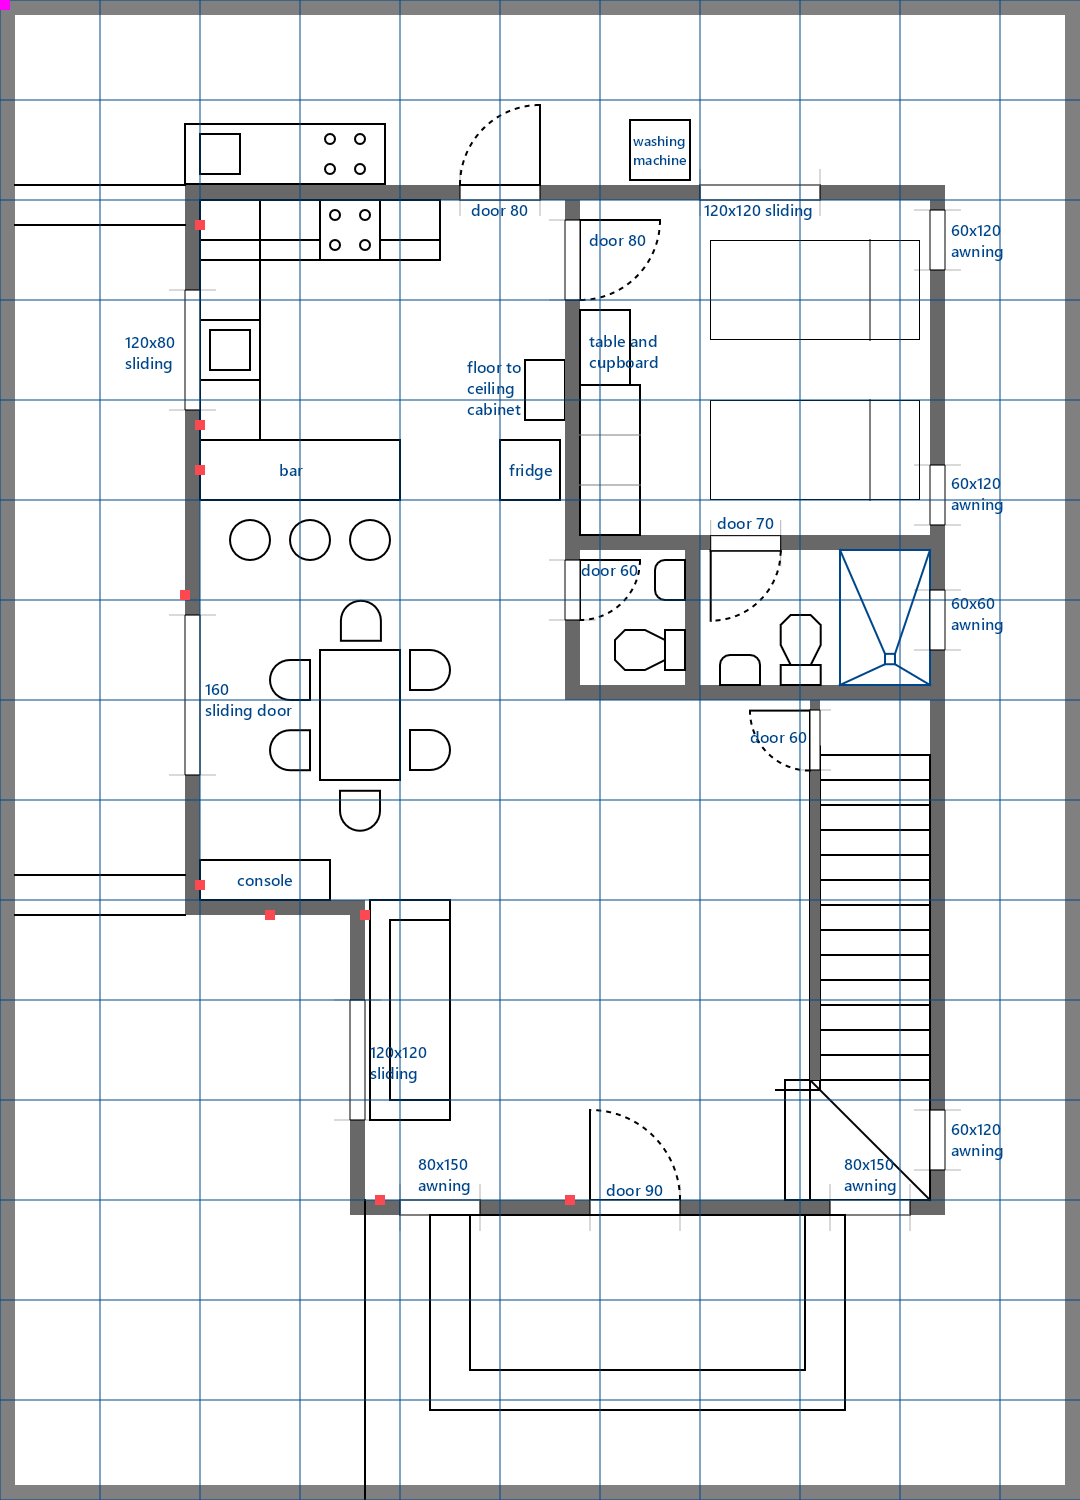 washing
machine
door 80
120x120 sliding
60x120
awning
door 80
120x80
sliding
table and
cupboard
floor to
ceiling
cabinet
bar
fridge
60x120
awning
door 70
door 60
60x60
awning
160
sliding door
door 60
console
120x120
sliding
60x120
awning
80x150
awning
80x150
awning
door 90